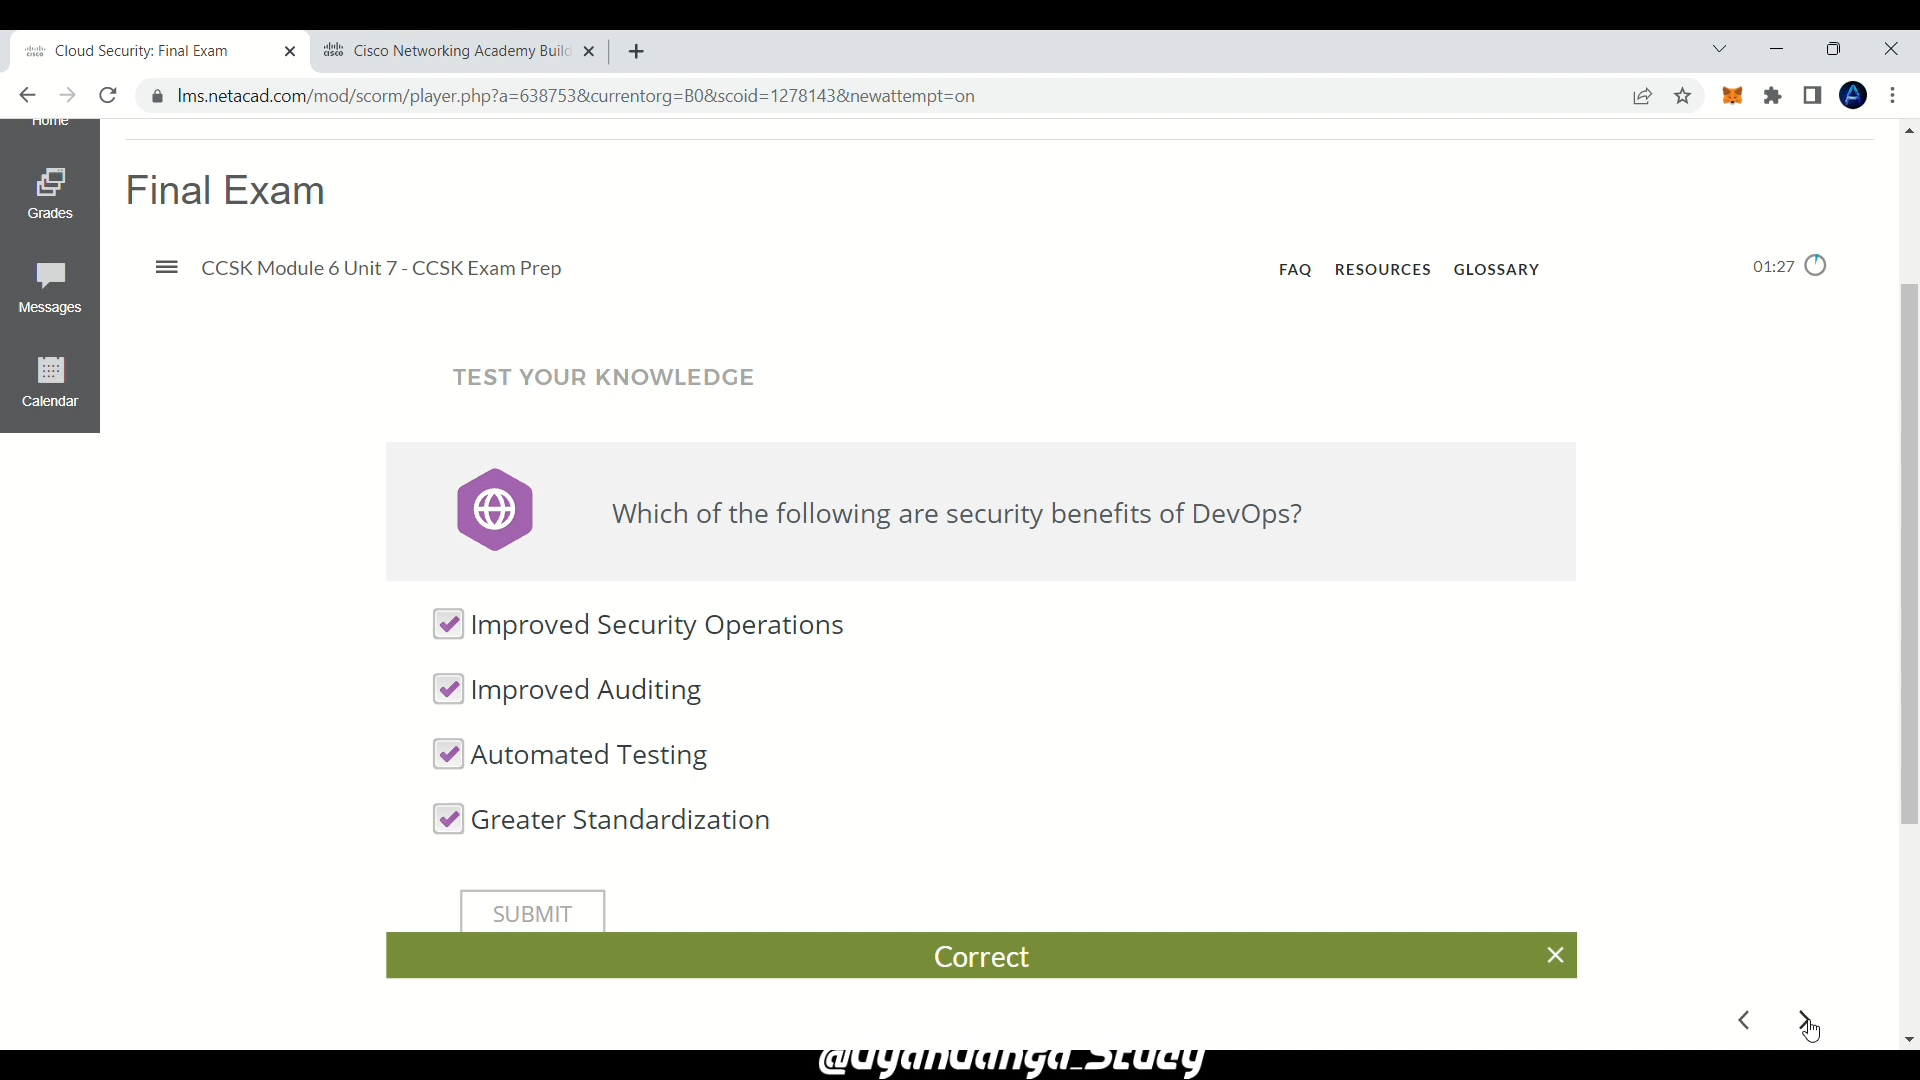 Cloud Security: Final Exam
Cisco Networking Academy Build
lms.netacad.com/mod/scorm/player.php?a=638753&currentorg=B0&scoid=1278143&newattempt=on
Home
Grades
Messages
Calendar
Final Exam
CCSK Module 6 Unit 7 - CCSK Exam Prep
FAQ RESOURCES GLOSSARY
01:27
TEST YOUR KNOWLEDGE
Which of the following are security benefits of DevOps?
Improved Security Operations
Improved Auditing
Automated Testing
Greater Standardization
SUBMIT
Correct